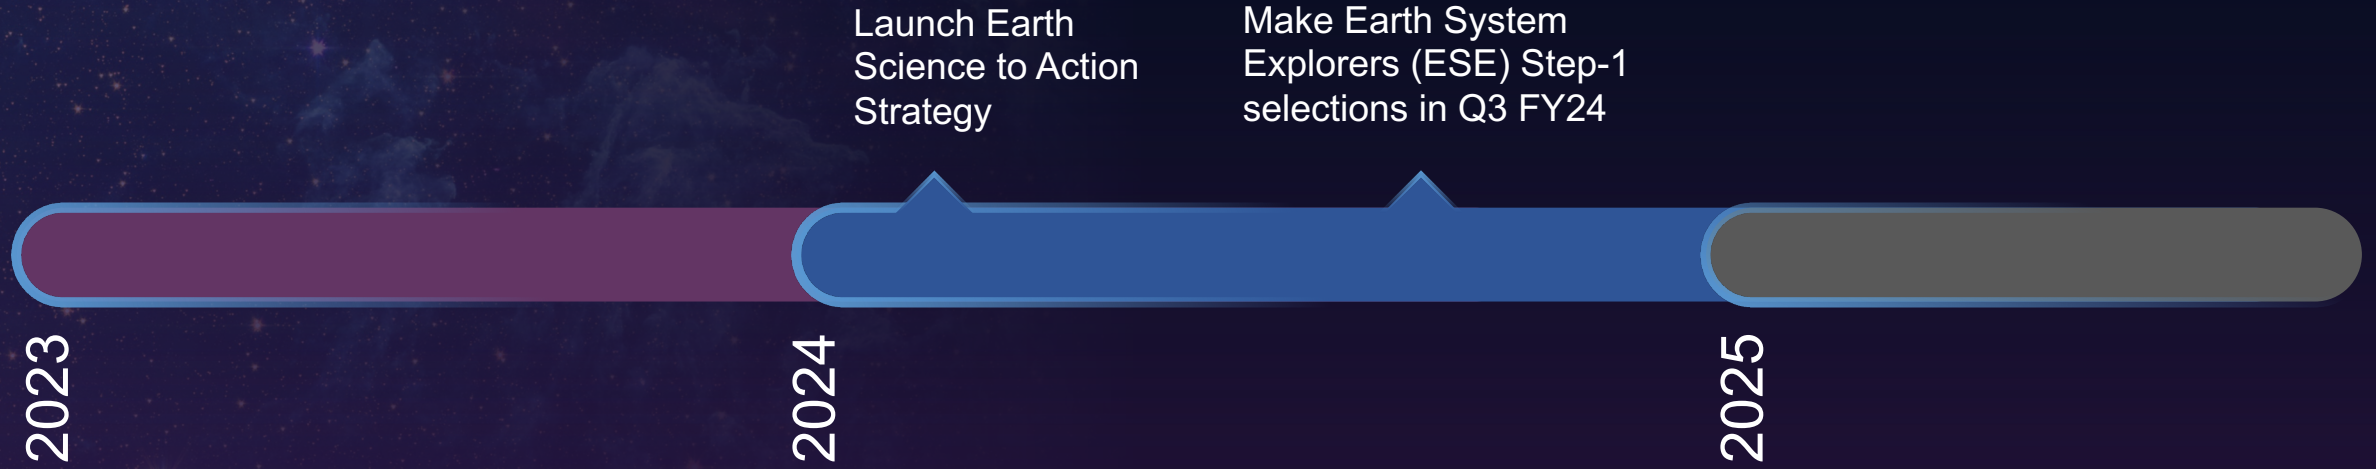 Launch Earth
Science to Action
Strategy
Make Earth System
Explorers (ESE) Step-1
selections in Q3 FY24
2023
2024
2025